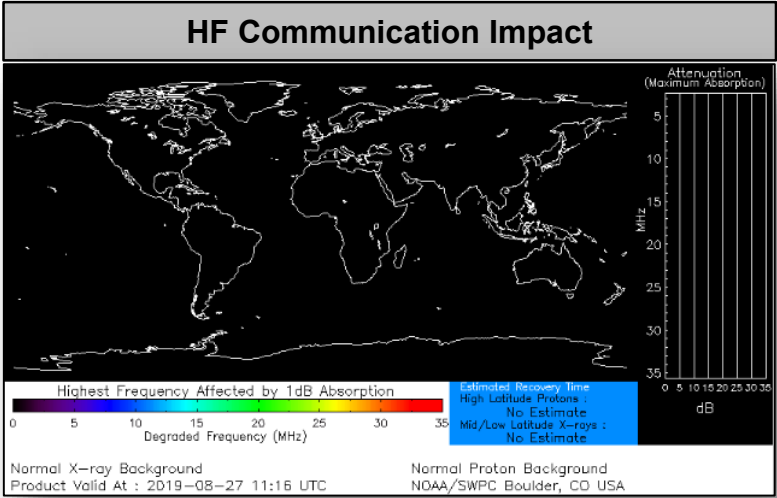 HF Communication Impact
Attenuation
(Maximum Absorption)
5
10
15
20
25
30
35
MHz
0 5 10 15 20 25 30 35
dB
Highest Frequency Affected by 1dB Absorption
0 5 10 15 20 25 30 35
Degraded Frequency (MHz)
Estimated Recovery Time
High Latitude Protons :
No Estimate
Mid/Low Latitude X-rays :
No Estimate
Normal X-ray Background
Product Valid At : 2019-08-27 11:16 UTC
Normal Proton Background
NOAA/SWPC Boulder, CO USA